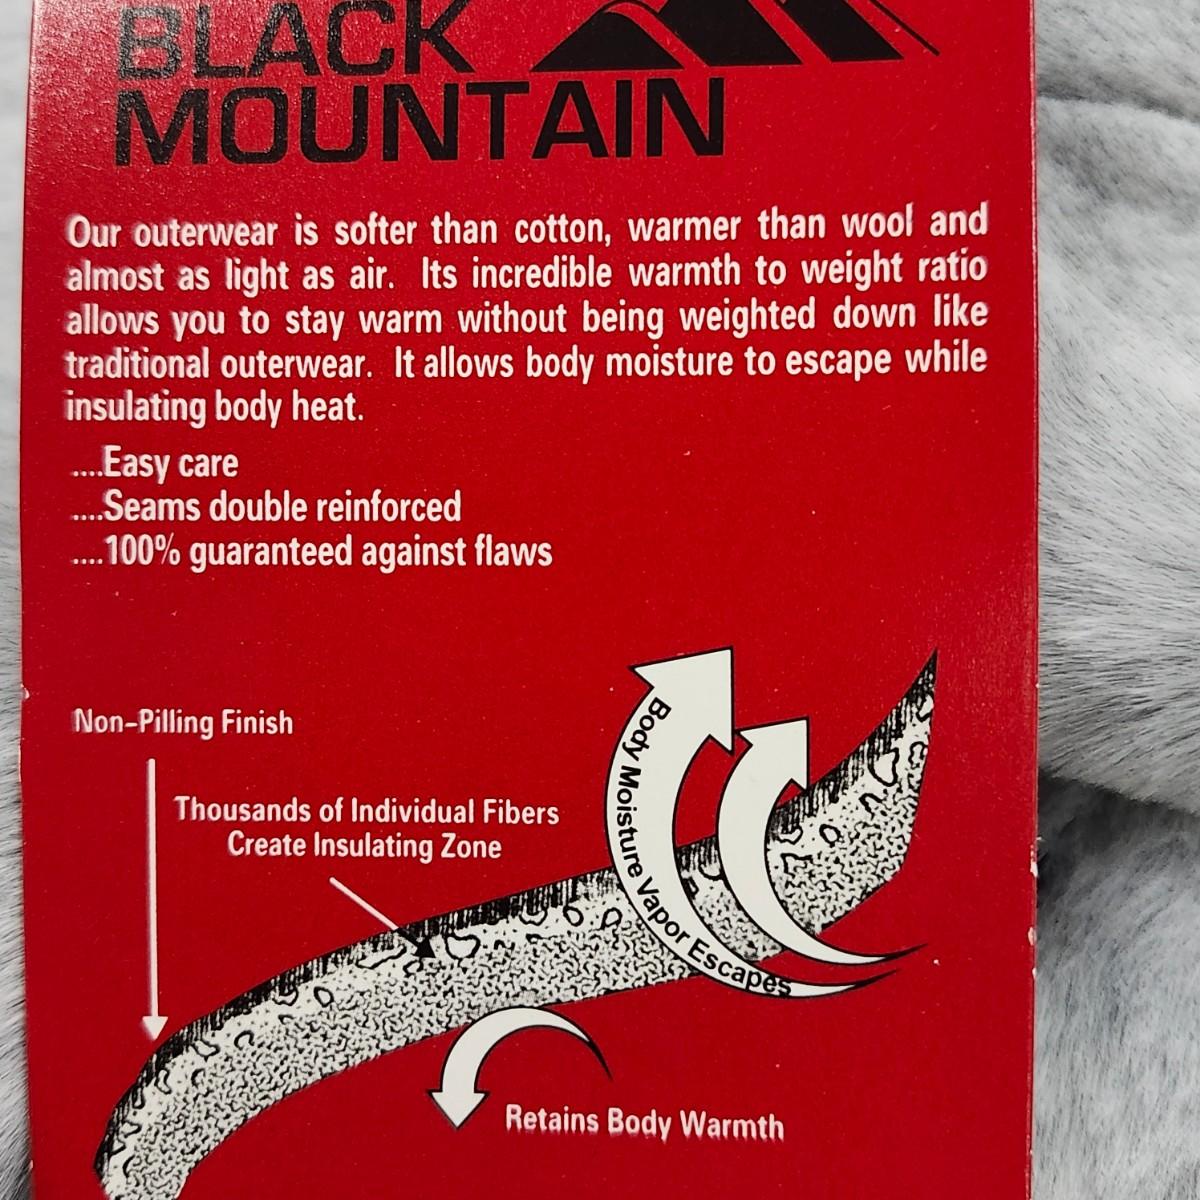 BLACK
MOUNTAIN
Our outerwear is softer than cotton, warmer than wool and
almost as light as air. Its incredible warmth to weight ratio
allows you to stay warm without being weighted down like
traditional outerwear. It allows body moisture to escape while
insulating body heat.
....Easy care
....Seams double reinforced
....100% guaranteed against flaws
Non-Pilling Finish
Thousands of Individual Fibers
Create Insulating Zone
Body Moisture Vapor Escapes
Retains Body Warmth